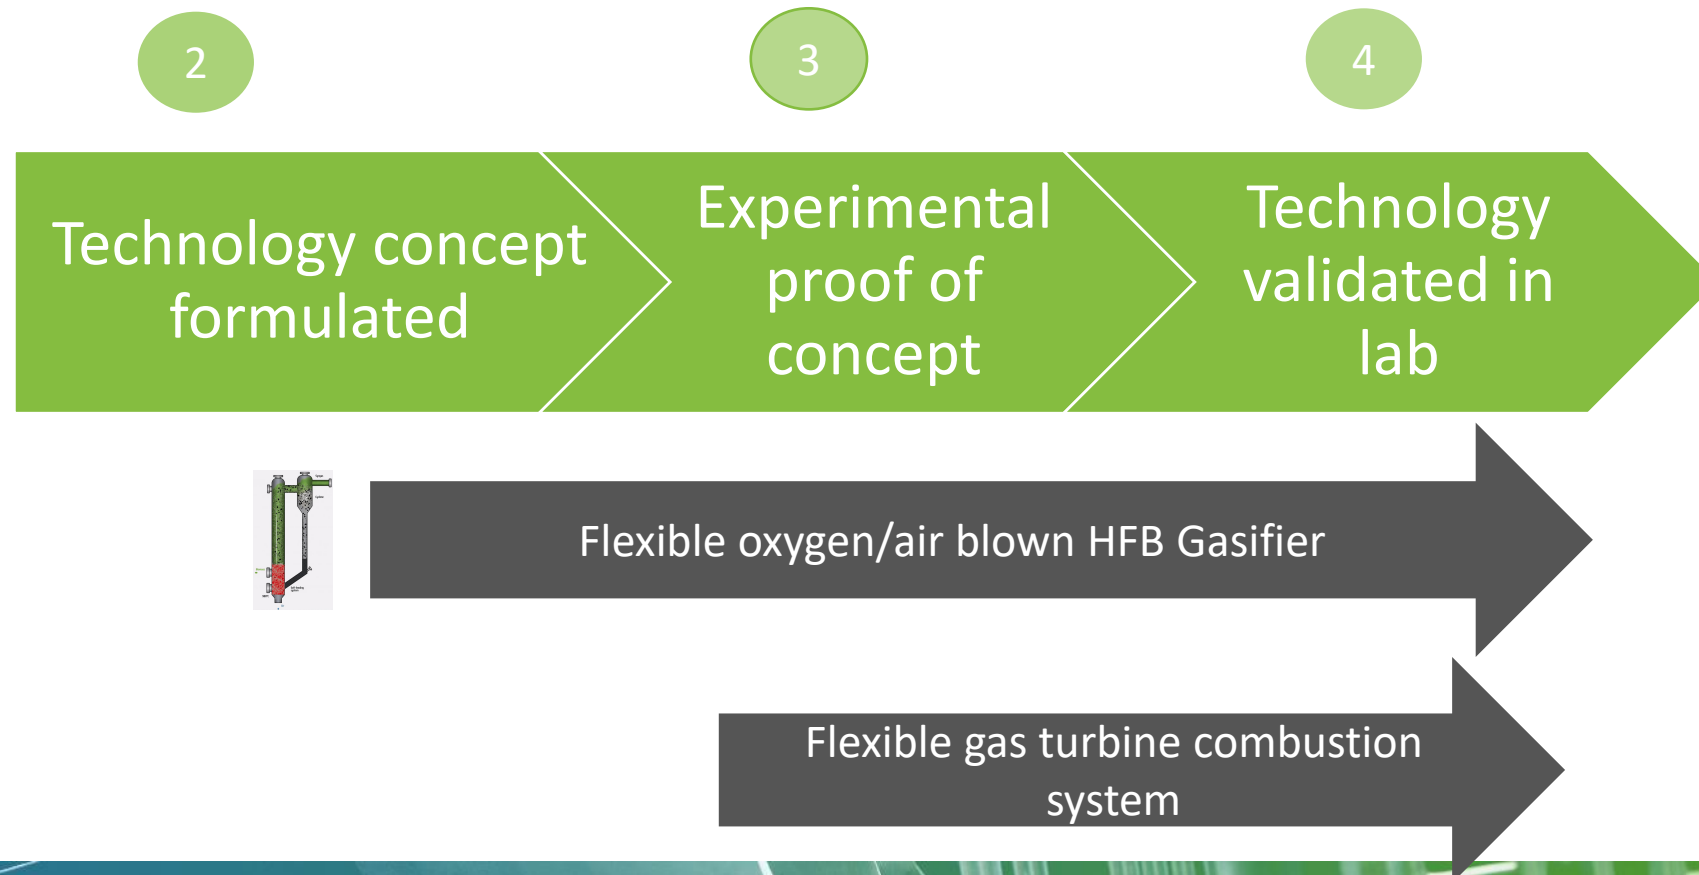 2
3
4
Technology concept
formulated
Experimental
proof of
concept
Technology
validated in
lab
Flexible oxygen/air blown HFB Gasifier
Flexible gas turbine combustion
system